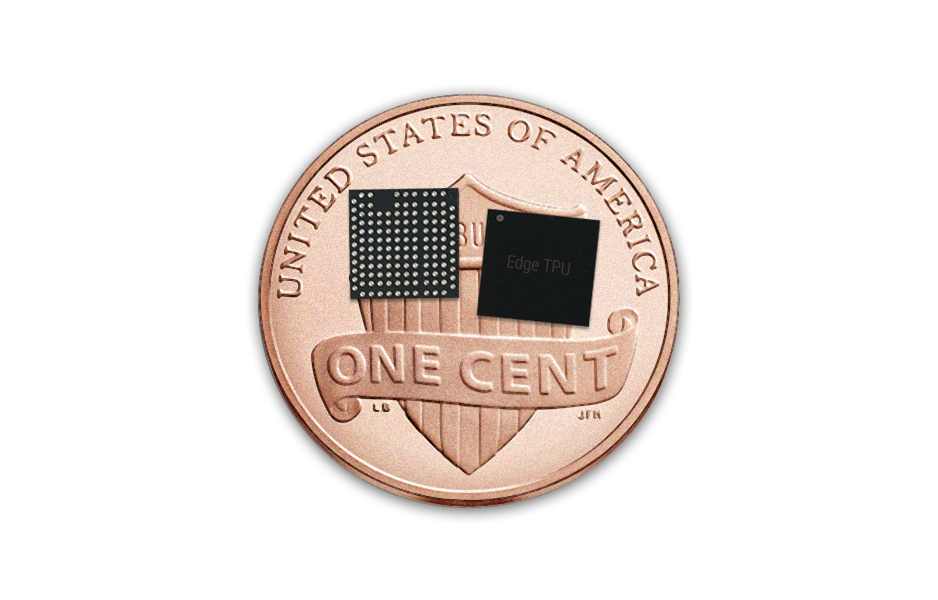 UNITED STATES OF AMERICA
Edge TPU
ONE CENT
LB
JFM